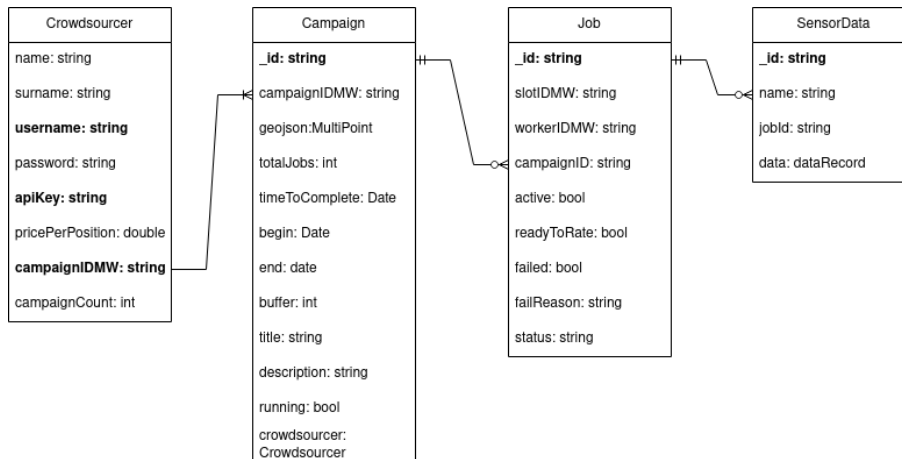 Crowdsourcer
name: string
surname: string
username: string
password: string
apiKey: string
pricePerPosition: double
campaignIDMW: string
campaignCount: int
Campaign
_id: string
campaignIDMW: string
geojson:MultiPoint
totalJobs: int
timeToComplete: Date
begin: Date
end: date
buffer: int
title: string
description: string
running: bool
crowdsourcer:
Crowdsourcer
Job
_id: string
slotIDMW: string
workerIDMW: string
campaignID: string
active: bool
readyToRate: bool
failed: bool
failReason: string
status: string
SensorData
_id: string
name: string
jobId: string
data: dataRecord